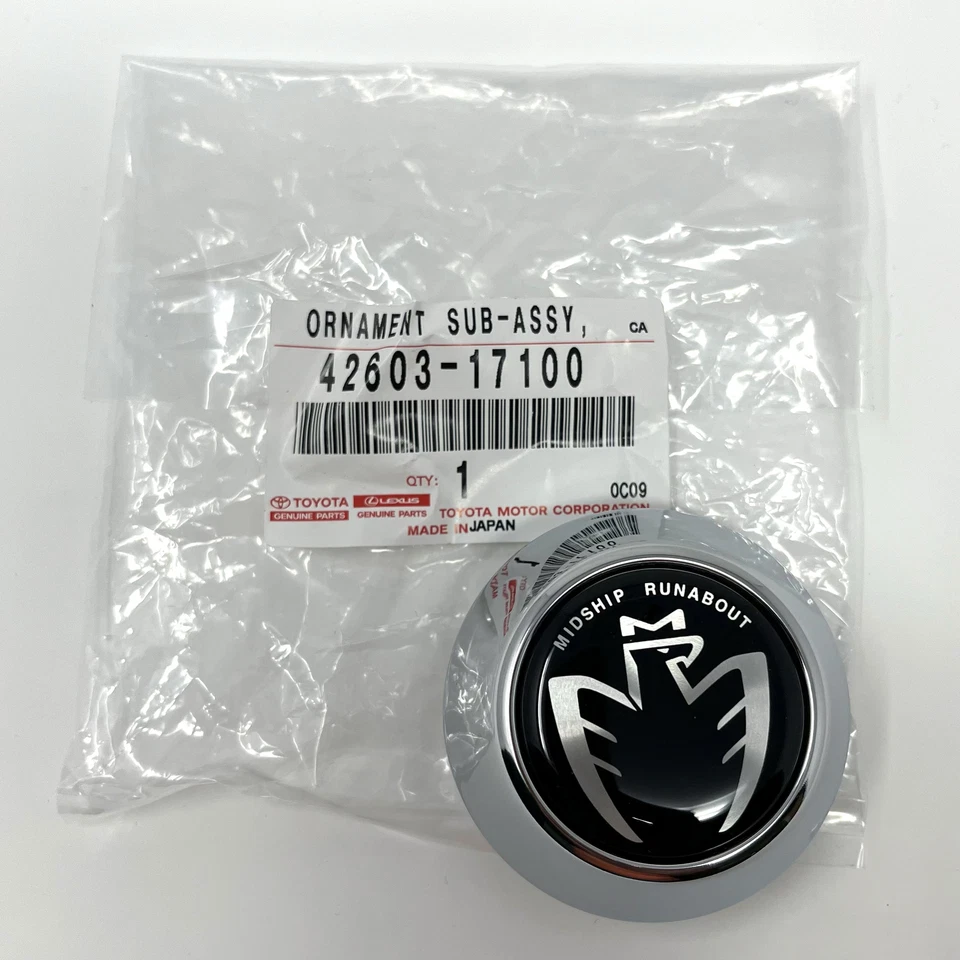 ORNAMENT SUB-ASSY, CA
42603-17100
QTY: 1
0C09
TOYOTA LEXUS
GENUINE PARTS GENUINE PARTS
TOYOTA MOTOR CORPORATION
MADE IN JAPAN
MIDSHIP RUNABOUT
MR